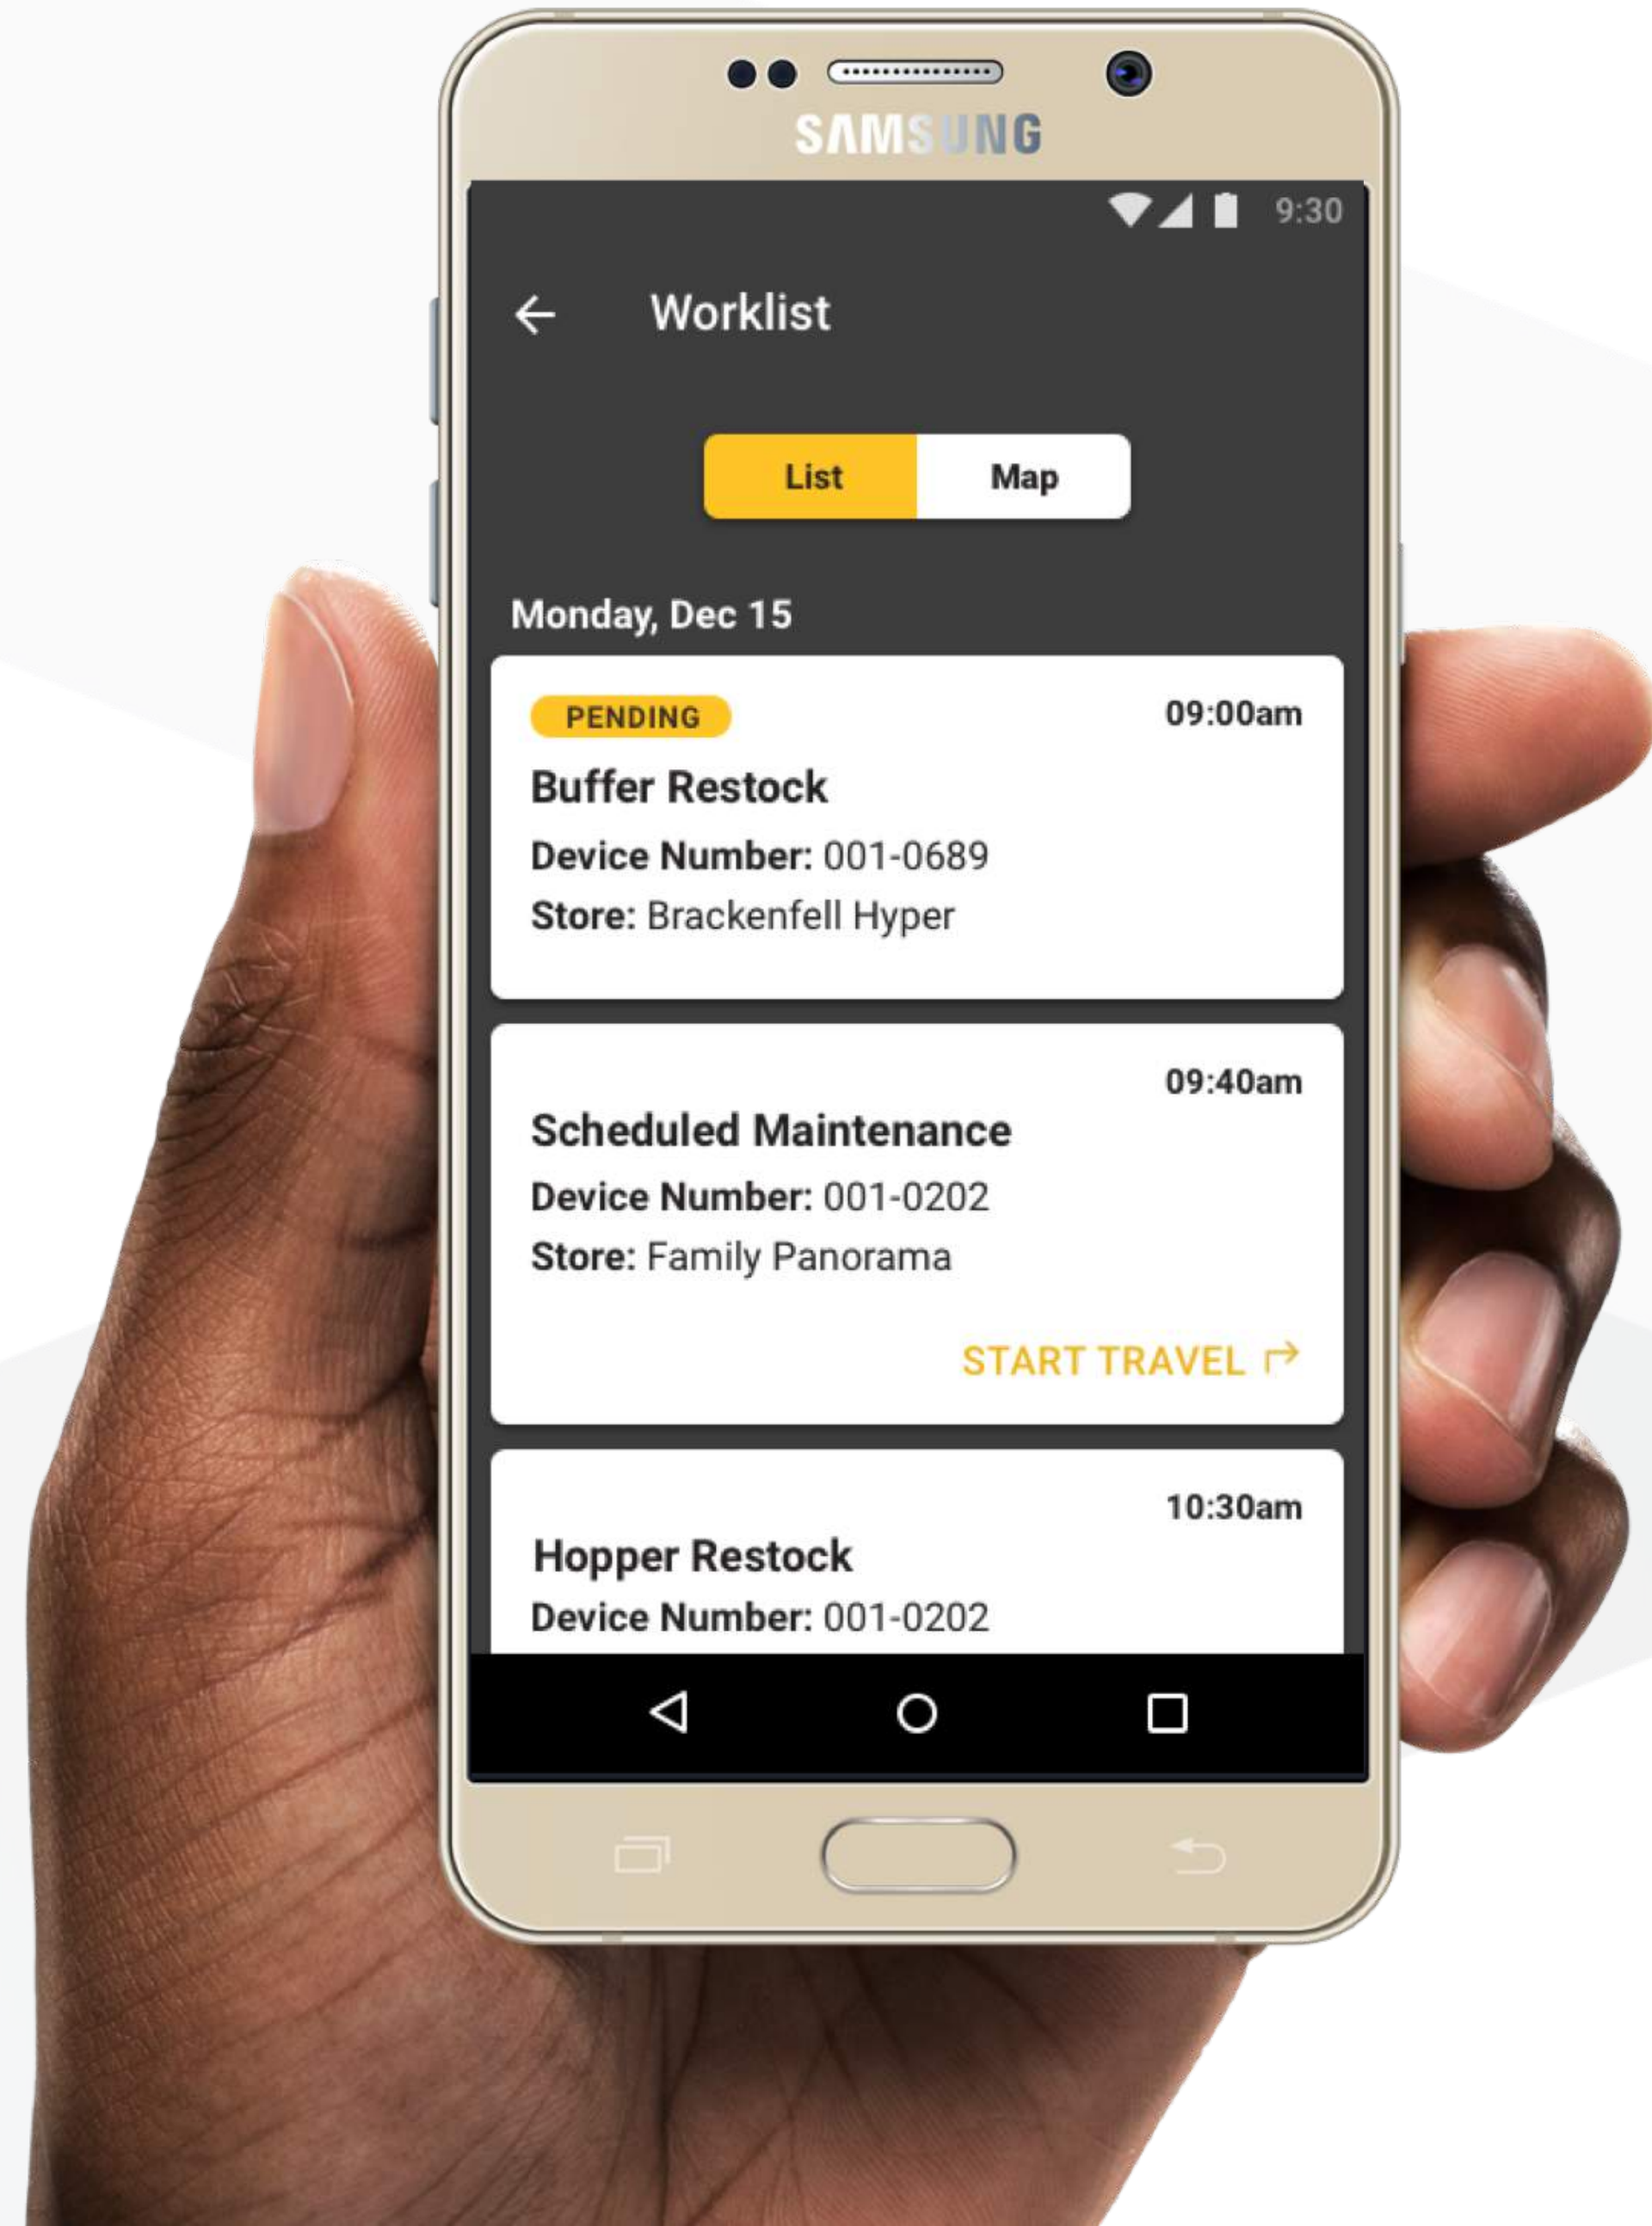 SAMSUNG
9:30
Worklist
List Map
Monday, Dec 15
PENDING 09:00am
Buffer Restock
Device Number: 001-0689
Store: Brackenfell Hyper
09:40am
Scheduled Maintenance
Device Number: 001-0202
Store: Family Panorama
START TRAVEL
10:30am
Hopper Restock
Device Number: 001-0202